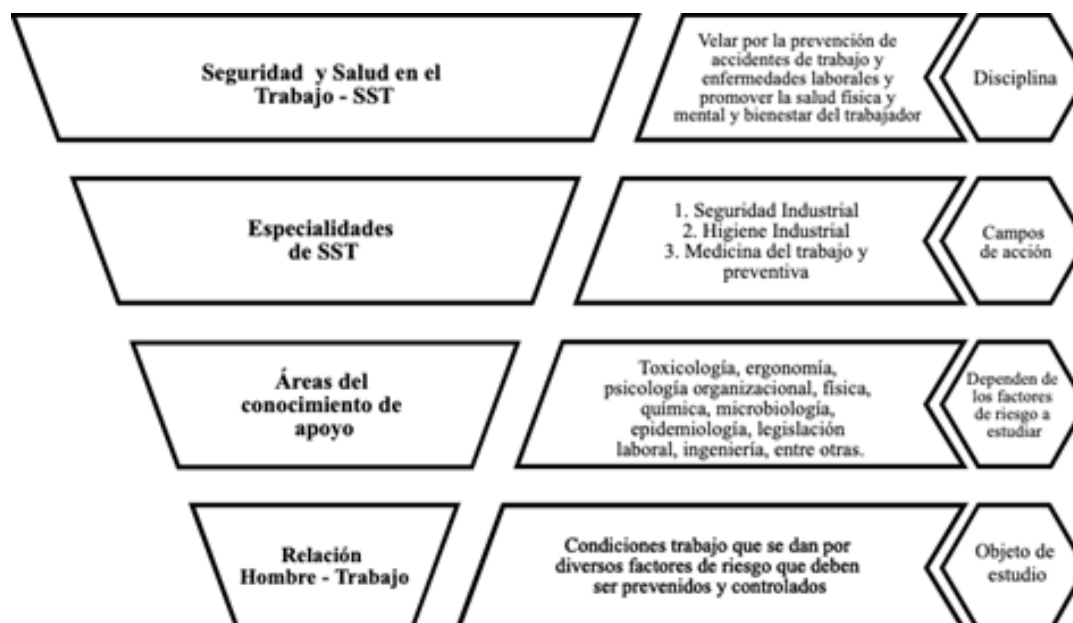 Seguridad y Salud en el
Trabajo - SST
Velar por la prevención de
accidentes de trabajo y
enfermedades laborales y
promover la salud física y
mental y bienestar del trabajador
Disciplina
Especialidades
de SST
1. Seguridad Industrial
2. Higiene Industrial
3. Medicina del trabajo y
preventiva
Campos
de acción
Áreas del
conocimiento de
apoyo
Toxicología, ergonomía,
psicología organizacional, física,
química, microbiología,
epidemiología, legislación
laboral, ingeniería, entre otras.
Dependen de
los factores
de riesgo a
estudiar
Relación
Hombre - Trabajo
Condiciones trabajo que se dan por
diversos factores de riesgo que deben
ser prevenidos y controlados
Objeto de
estudio